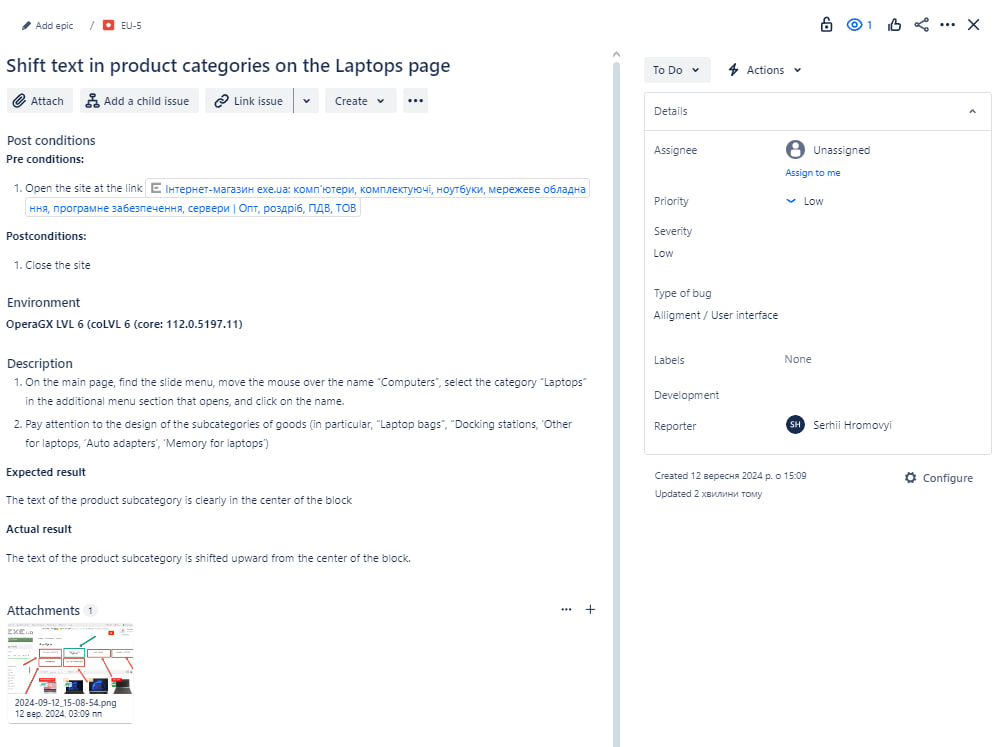 Add epic / EU-5
1
Shift text in product categories on the Laptops page
Attach Add a child issue Link issue Create
Post conditions
Pre conditions:
1. Open the site at the link Інтернет-магазин exe.ua: комп'ютери, комплектуючі, ноутбуки, мережеве обладна
ння, програмне забезпечення, сервери | Опт, роздріб, ПДВ, ТОВ
Postconditions:
1. Close the site
Environment
OperaGX LVL 6 (coLVL 6 (core: 112.0.5197.11)
Description
1. On the main page, find the slide menu, move the mouse over the name “Computers”, select the category “Laptops”
in the additional menu section that opens, and click on the name.
2. Pay attention to the design of the subcategories of goods (in particular, “Laptop bags”, “Docking stations, ‘Other
for laptops, ‘Auto adapters’, ‘Memory for laptops’)
Expected result
The text of the product subcategory is clearly in the center of the block
Actual result
The text of the product subcategory is shifted upward from the center of the block.
Attachments 1
EXE.ua
2024-09-12_15-08-54.png
12 вер. 2024, 03:09 пп
To Do Actions
Details
Assignee Unassigned
Assign to me
Priority Low
Severity
Low
Type of bug
Alligment / User interface
Labels None
Development
Reporter SH Serhii Hromovyi
Created 12 вересня 2024 р. о 15:09
Updated 2 хвилини тому
Configure